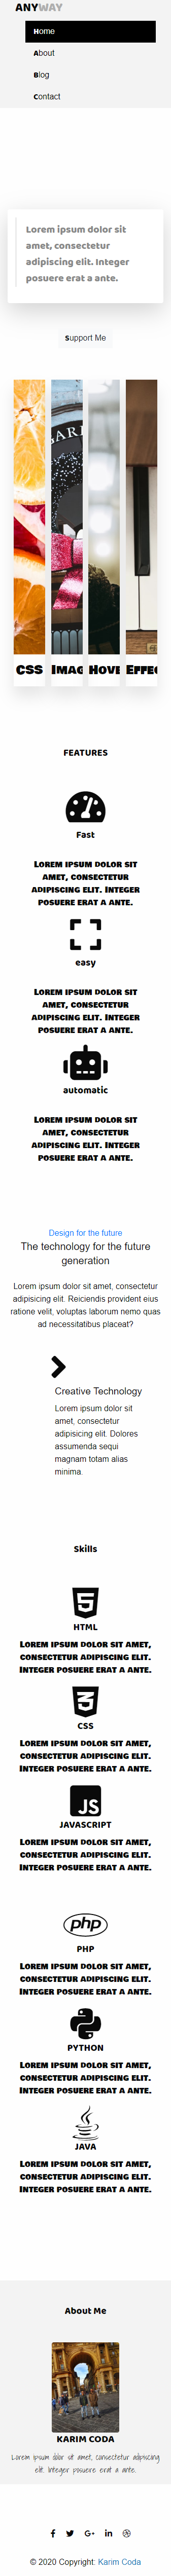 ANYWAY
Home
About
Blog
Contact
Lorem ipsum dolor sit
amet, consectetur
adipiscing elit. Integer
posuere erat a ante.
Support Me
CSS
IMAG
HOVE
EFFEC
FEATURES
Fast
Lorem ipsum dolor sit
amet, consectetur
adipiscing elit. Integer
posuere erat a ante.
easy
Lorem ipsum dolor sit
amet, consectetur
adipiscing elit. Integer
posuere erat a ante.
automatic
Lorem ipsum dolor sit
amet, consectetur
adipiscing elit. Integer
posuere erat a ante.
Design for the future
The technology for the future
generation
Lorem ipsum dolor sit amet, consectetur
adipisicing elit. Reiciendis provident eius
ratione velit, voluptas laborum nemo quas
ad necessitatibus placeat?
Creative Technology
Lorem ipsum dolor sit
amet, consectetur
adipisicing elit. Dolores
assumenda sequi
magnam totam alias
minima.
Skills
HTML
Lorem ipsum dolor sit amet,
consectetur adipiscing elit.
Integer posuere erat a ante.
CSS
Lorem ipsum dolor sit amet,
consectetur adipiscing elit.
Integer posuere erat a ante.
JS
JAVASCRIPT
Lorem ipsum dolor sit amet,
consectetur adipiscing elit.
Integer posuere erat a ante.
php
PHP
Lorem ipsum dolor sit amet,
consectetur adipiscing elit.
Integer posuere erat a ante.
PYTHON
Lorem ipsum dolor sit amet,
consectetur adipiscing elit.
Integer posuere erat a ante.
JAVA
Lorem ipsum dolor sit amet,
consectetur adipiscing elit.
Integer posuere erat a ante.
About Me
KARIM CODA
Lorem ipsum dolor sit amet, consectetur adipiscing
elit. Integer posuere erat a ante.
© 2020 Copyright: Karim Coda